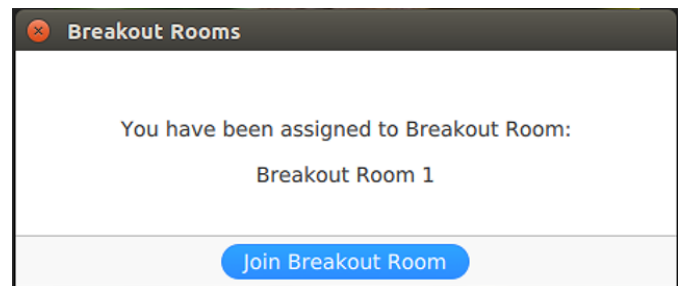 Breakout Rooms
You have been assigned to Breakout Room:
Breakout Room 1
Join Breakout Room